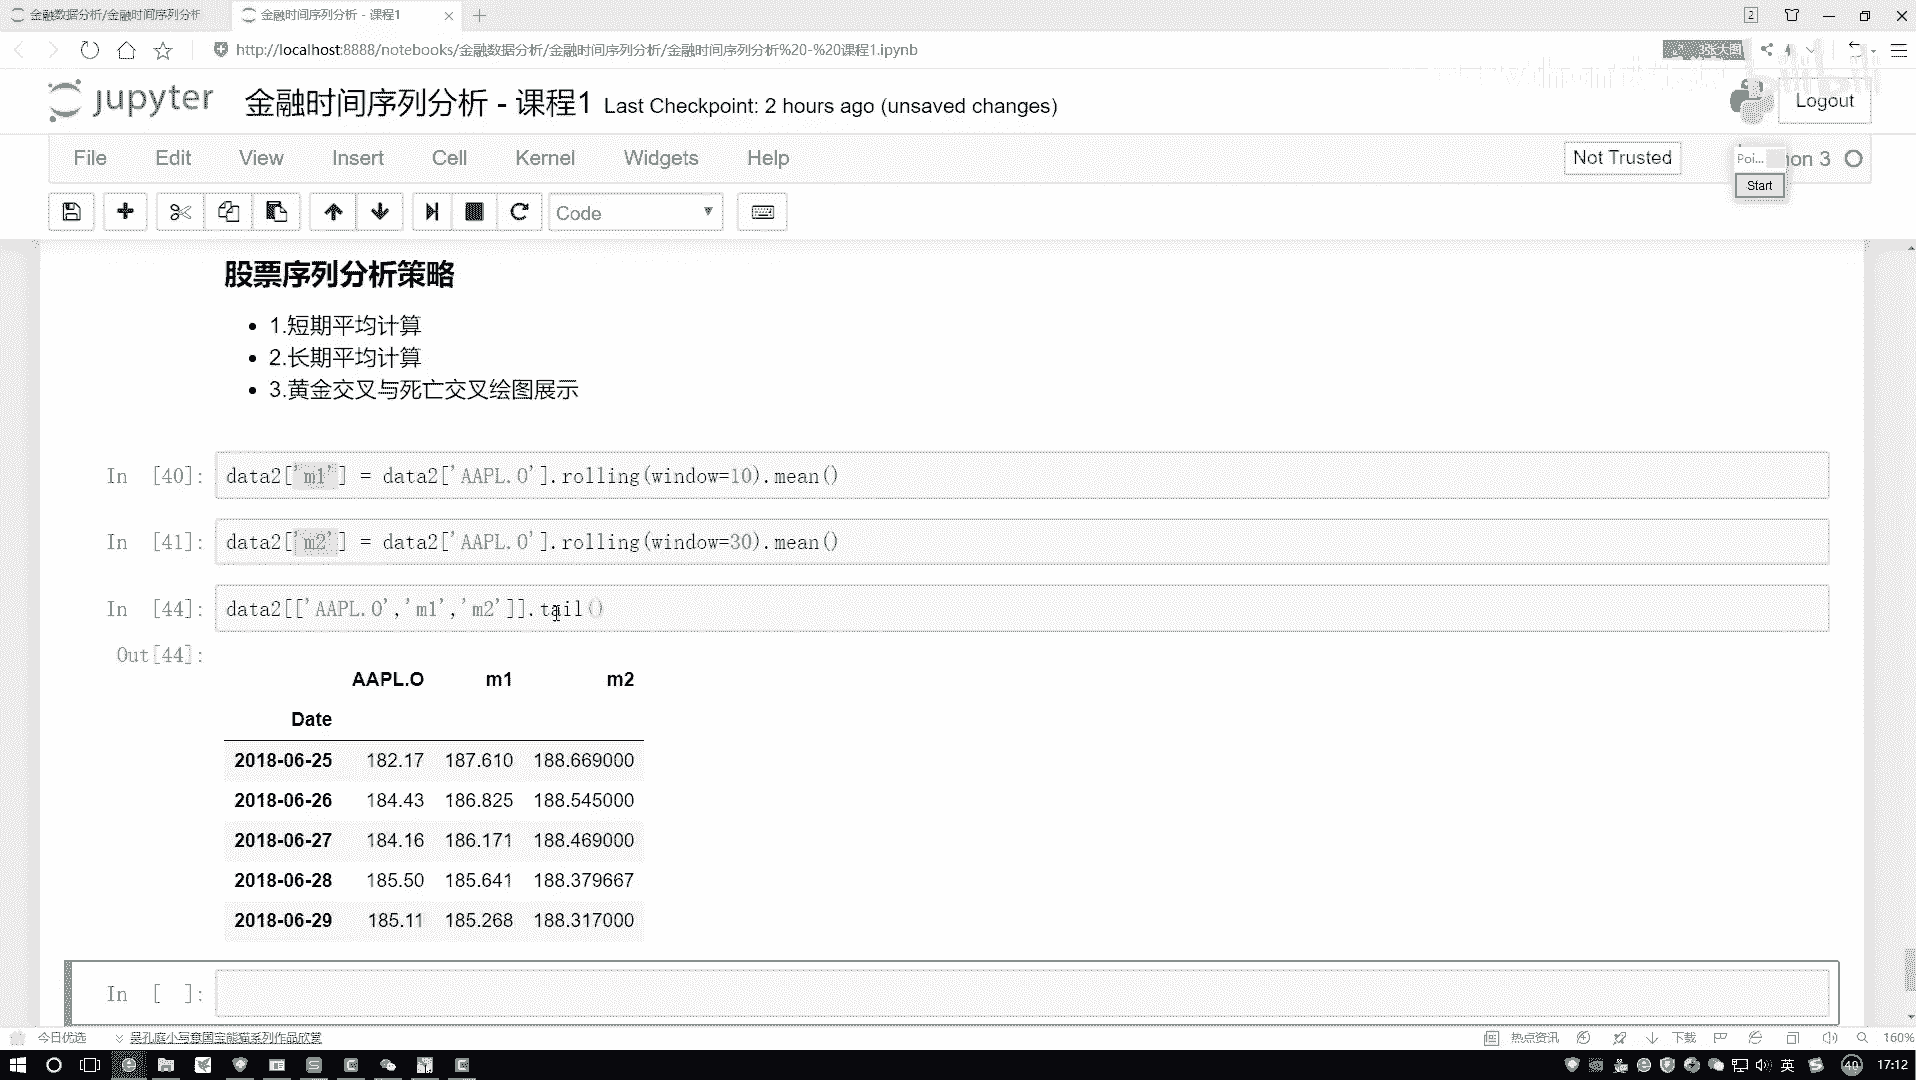 金融数据分析/金融时间序列分析
金融时间序列分析 - 课程1
2
http://localhost:8888/notebooks/金融数据分析/金融时间序列分析/金融时间序列分析%20-%20课程1.ipynb
3张大图
bilibili
jupyter 金融时间序列分析 - 课程1 Last Checkpoint: 2 hours ago (unsaved changes)
Logout
File Edit View Insert Cell Kernel Widgets Help
Not Trusted
Poi...
on 3
Start
Code
股票序列分析策略
1.短期平均计算
2.长期平均计算
3.黄金交叉与死亡交叉绘图展示
In [40]: data2['m1'] = data2['AAPL.O'].rolling(window=10).mean()
In [41]: data2['m2'] = data2['AAPL.O'].rolling(window=30).mean()
In [44]: data2[['AAPL.O','m1','m2']].tail()
Out[44]:
AAPL.O m1 m2
Date
2018-06-25 182.17 187.610 188.669000
2018-06-26 184.43 186.825 188.545000
2018-06-27 184.16 186.171 188.469000
2018-06-28 185.50 185.641 188.379667
2018-06-29 185.11 185.268 188.317000
In [ ]:
今日优选
吴孔庭小写意国宝熊猫系列作品欣赏
热点资讯
下载
160%
英
40
17:12